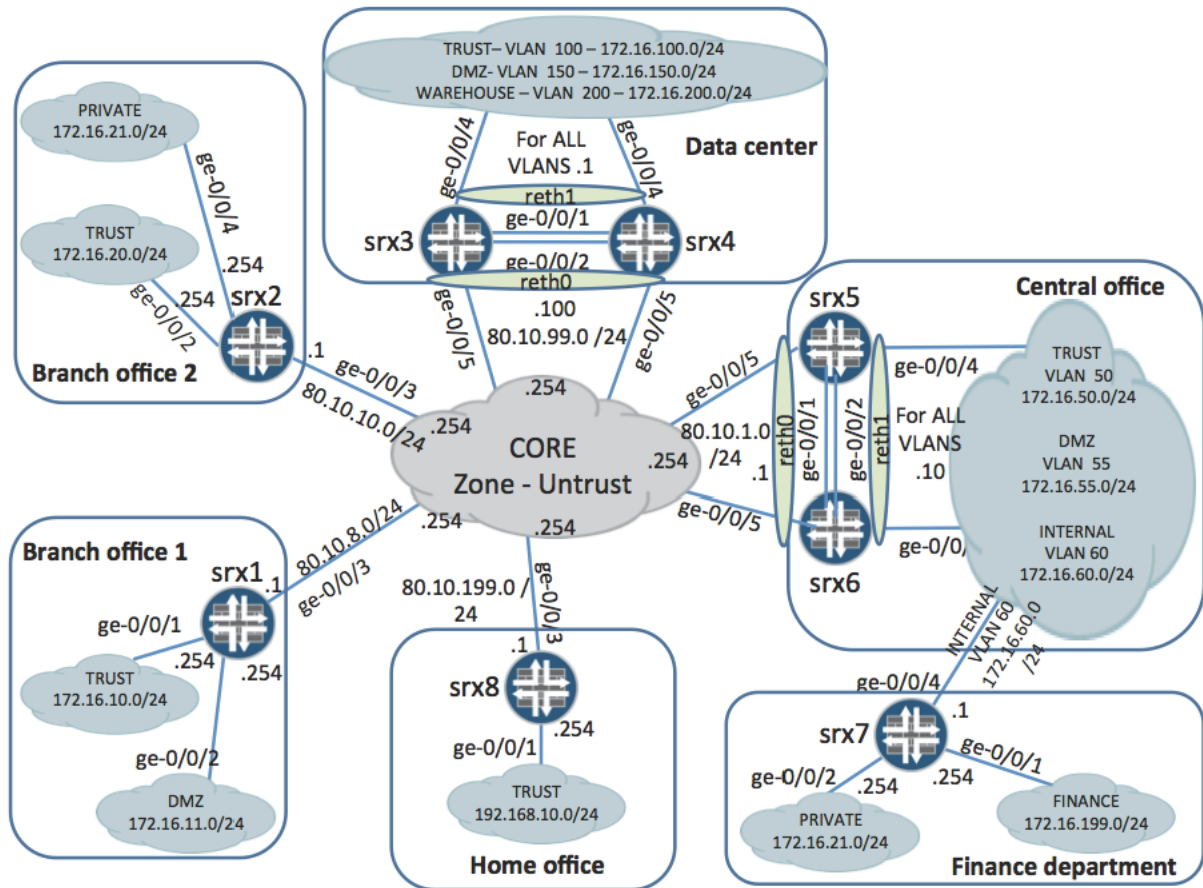 TRUST– VLAN 100 – 172.16.100.0/24
DMZ- VLAN 150 – 172.16.150.0/24
WAREHOUSE – VLAN 200 – 172.16.200.0/24
ge-0/0/4
For ALL
VLANS .1
ge-0/0/4
Data center
reth1
ge-0/0/1
srx3
srx4
ge-0/0/2
reth0
.100
80.10.99.0 /24
ge-0/0/5
ge-0/0/5
PRIVATE
172.16.21.0/24
ge-0/0/4
TRUST
172.16.20.0/24
.254
.254
srx2
ge-0/0/2
.1
Branch office 2
ge-0/0/3
80.10.10.0/24
.254
.254
CORE
Zone - Untrust
.254
.254
.254
Central office
srx5
ge-0/0/5
ge-0/0/4
80.10.1.0
/24
.1
reth0
ge-0/0/1
ge-0/0/2
reth1
For ALL
VLANS
.10
TRUST
VLAN 50
172.16.50.0/24
DMZ
VLAN 55
172.16.55.0/24
INTERNAL
VLAN 60
172.16.60.0/24
ge-0/0/5
ge-0/0/
srx6
INTERNAL
VLAN 60
172.16.60.0
/24
Branch office 1
80.10.8.0/24
srx1
.1
ge-0/0/3
ge-0/0/1
.254
.254
TRUST
172.16.10.0/24
ge-0/0/2
DMZ
172.16.11.0/24
80.10.199.0 /
24
ge-0/0/3
.1
srx8
.254
ge-0/0/1
TRUST
192.168.10.0/24
Home office
ge-0/0/4
.1
srx7
ge-0/0/1
ge-0/0/2
.254
.254
PRIVATE
172.16.21.0/24
FINANCE
172.16.199.0/24
Finance department